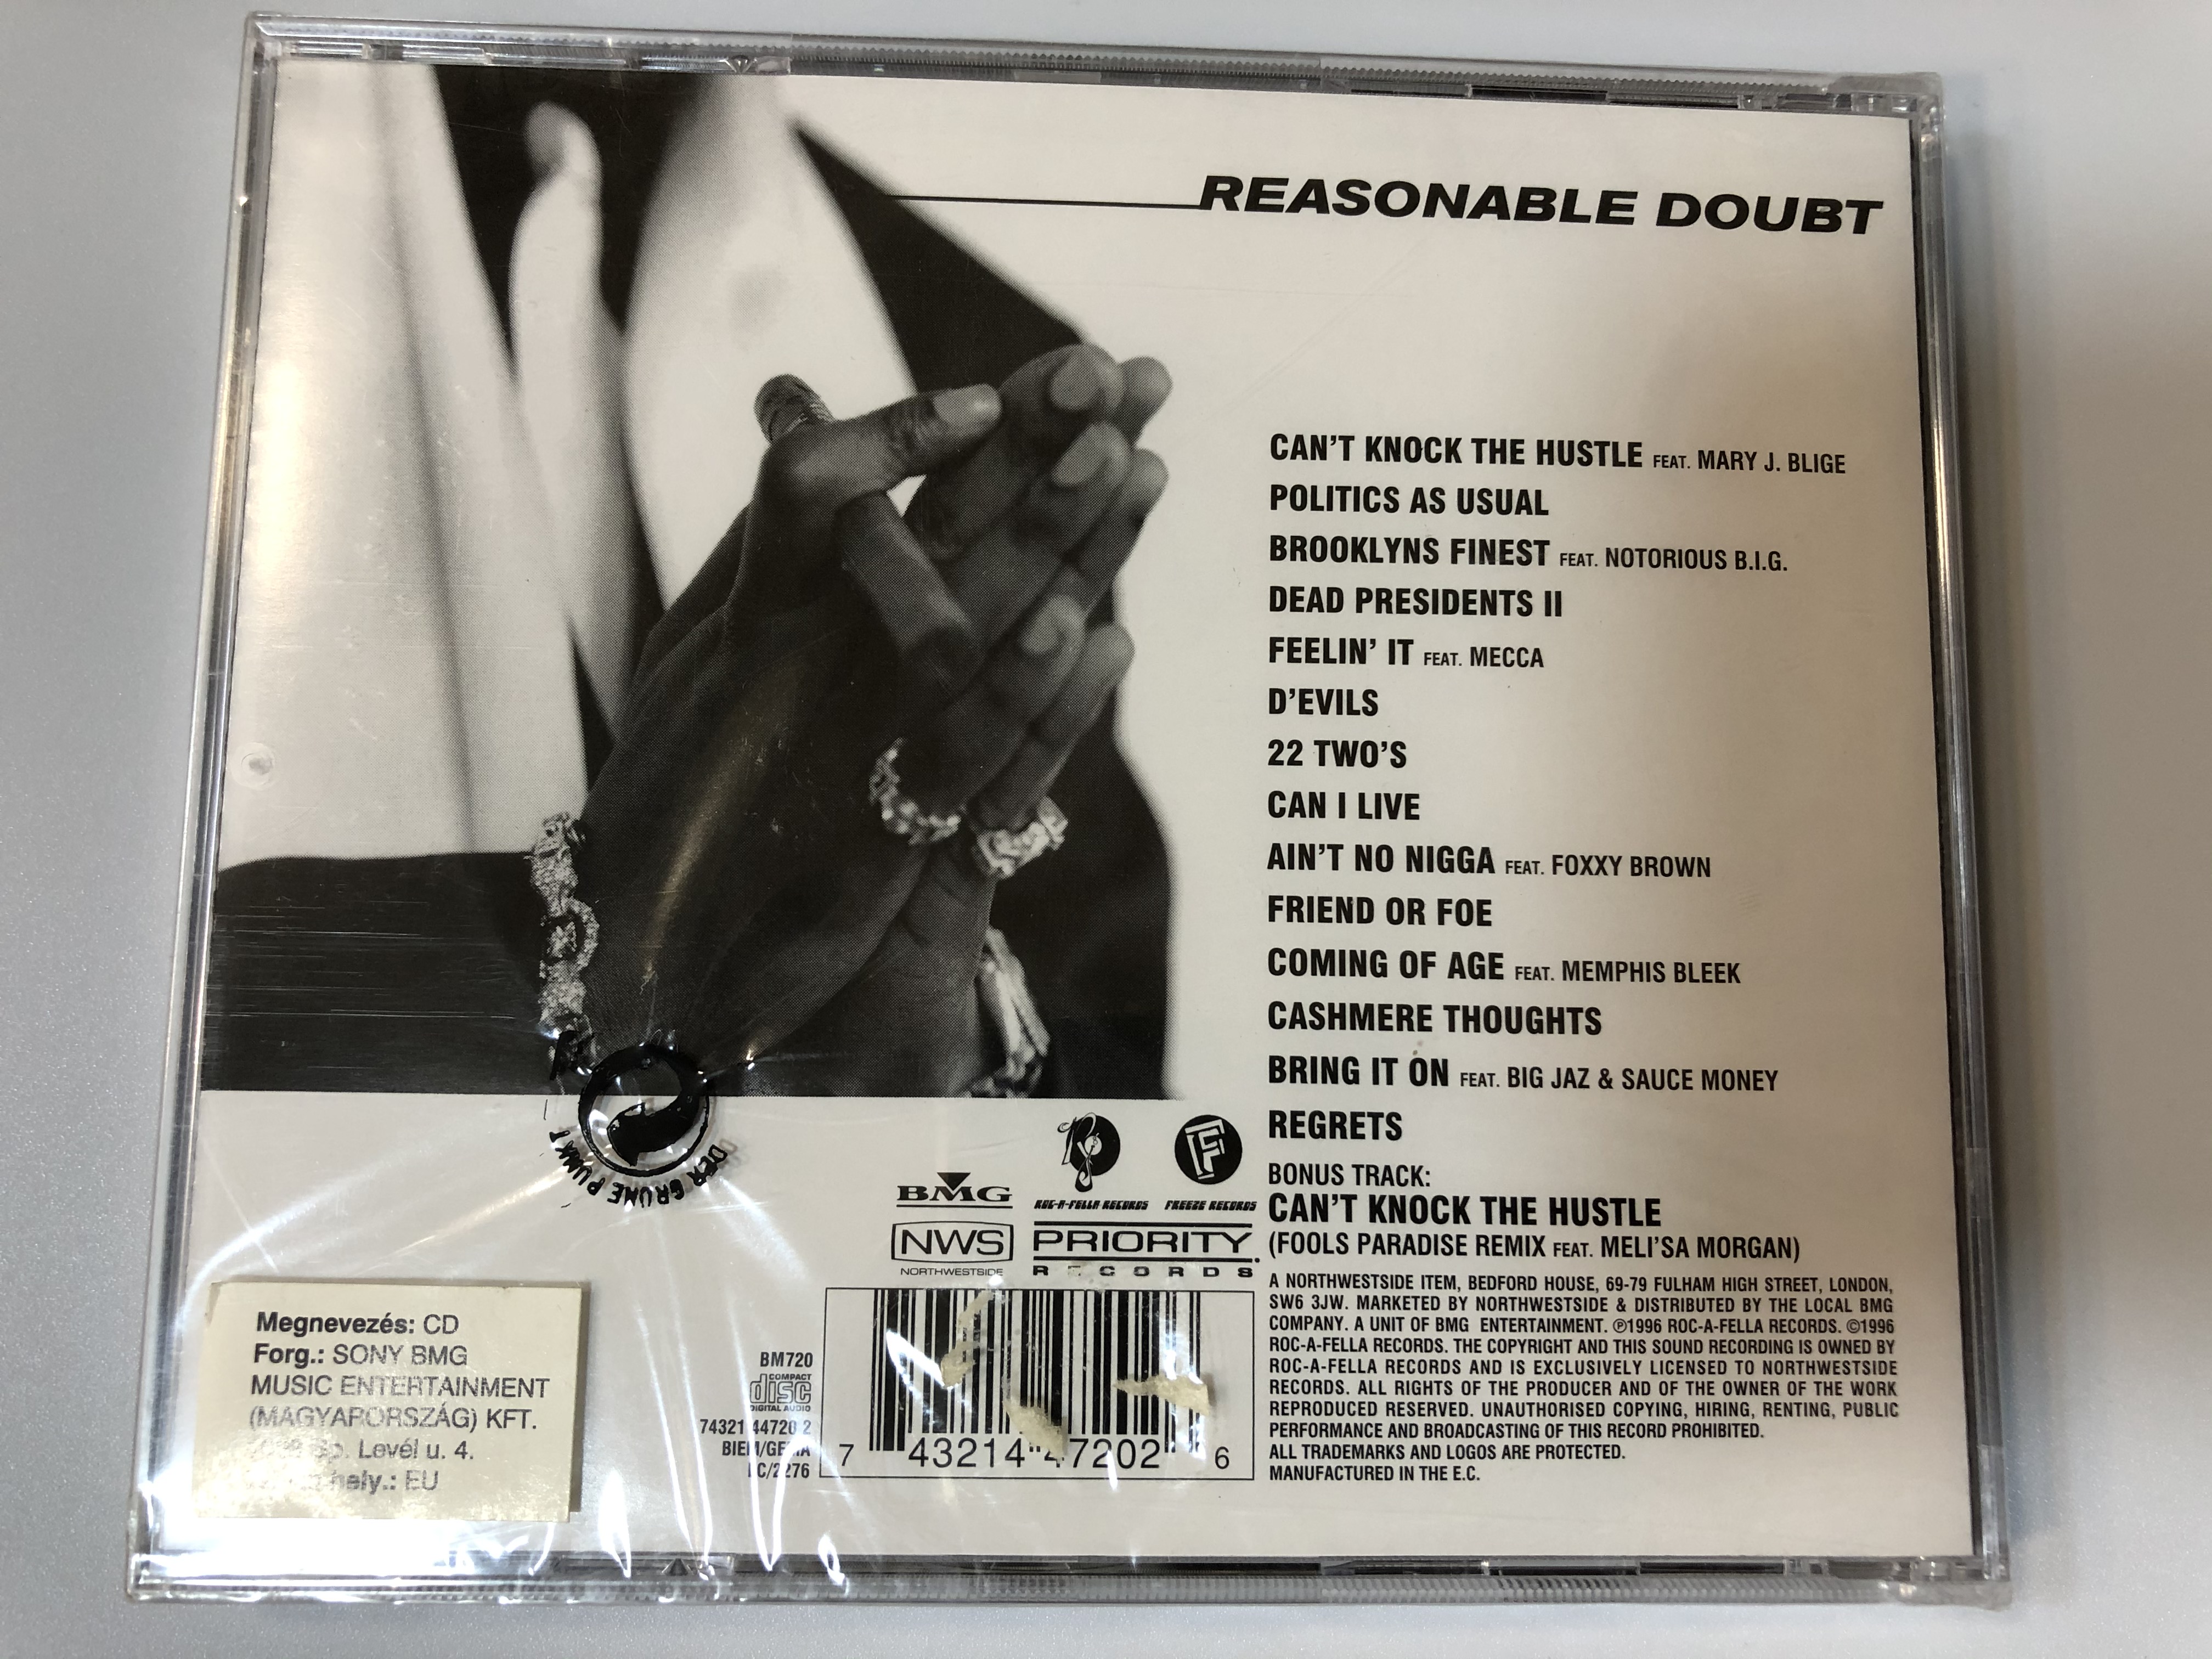 REASONABLE DOUBT
CAN'T KNOCK THE HUSTLE FEAT. MARY J. BLIGE
POLITICS AS USUAL
BROOKLYNS FINEST FEAT. NOTORIOUS B.I.G.
DEAD PRESIDENTS II
FEELIN' IT FEAT. MECCA
D'EVILS
22 TWO'S
CAN I LIVE
AIN'T NO NIGGA FEAT. FOXXY BROWN
FRIEND OR FOE
COMING OF AGE FEAT. MEMPHIS BLEEK
CASHMERE THOUGHTS
BRING IT ON FEAT. BIG JAZ & SAUCE MONEY
REGRETS
BONUS TRACK:
CAN'T KNOCK THE HUSTLE
(FOOLS PARADISE REMIX FEAT. MELI'SA MORGAN)
A NORTHWESTSIDE ITEM, BEDFORD HOUSE, 69-79 FULHAM HIGH STREET, LONDON,
SW6 3JW. MARKETED BY NORTHWESTSIDE & DISTRIBUTED BY THE LOCAL BMG
COMPANY. A UNIT OF BMG ENTERTAINMENT. ℗1996 ROC-A-FELLA RECORDS. ©1996
ROC-A-FELLA RECORDS. THE COPYRIGHT AND THIS SOUND RECORDING IS OWNED BY
ROC-A-FELLA RECORDS AND IS EXCLUSIVELY LICENSED TO NORTHWESTSIDE
RECORDS. ALL RIGHTS OF THE PRODUCER AND OF THE OWNER OF THE WORK
REPRODUCED RESERVED. UNAUTHORISED COPYING, HIRING, RENTING, PUBLIC
PERFORMANCE AND BROADCASTING OF THIS RECORD PROHIBITED.
ALL TRADEMARKS AND LOGOS ARE PROTECTED.
MANUFACTURED IN THE E.C.
DER GRÜNE PUNKT
BMG
ROC-A-FELLA RECORDS
F
FREEZE RECORDS
NWS
NORTHWESTSIDE
PRIORITY
RECORDS
BM720
COMPACT
disc
DIGITAL AUDIO
74321 44720 2
BIEM/GEMA
LC/2276
7 43214 47202 6
Megnevezés: CD
Forg.: SONY BMG
MUSIC ENTERTAINMENT
(MAGYARORSZÁG) KFT.
Levél u. 4.
hely.: EU